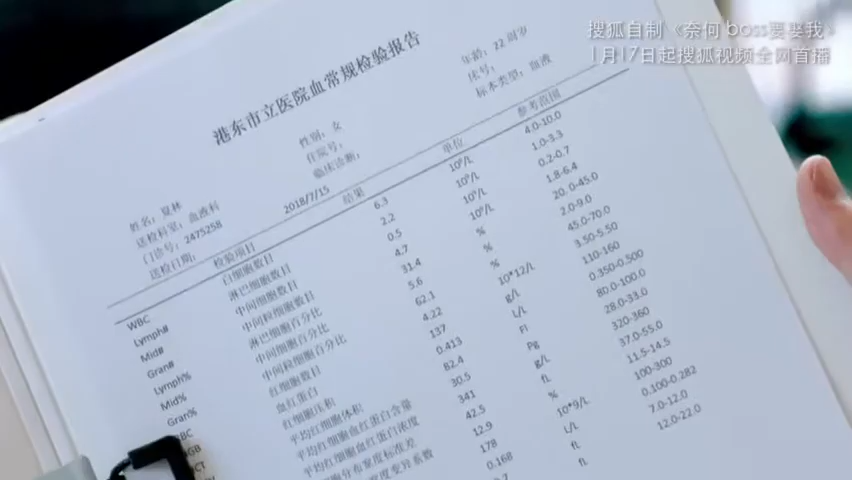 搜狐自制《奈何 boss要娶我》
1月17日起搜狐视频全网首播
港东市立医院血常规检验报告
姓名：夏林 性别：女 年龄：22 周岁
送检科室：血液科 住院号： 床号：
门诊号：2475258 临床诊断： 标本类型：血液
送检日期： 2018/7/15
检验项目 结果 单位 参考范围
WBC 白细胞数目 6.3 10⁹/L 4.0-10.0
Lymph# 淋巴细胞数目 2.2 10⁹/L 1.0-3.3
Mid# 中间细胞数目 0.5 10⁹/L 0.2-0.7
Gran# 中间粒细胞数目 4.7 10⁹/L 1.8-6.4
Lymph% 淋巴细胞百分比 31.4 % 20.0-45.0
Mid% 中间细胞百分比 5.6 % 2.0-9.0
Gran% 中间粒细胞百分比 62.1 % 45.0-70.0
BC 红细胞数目 4.22 10*12/L 3.50-5.50
GB 血红蛋白 137 g/L 110-160
CT 红细胞压积 0.413 L/L 0.350-0.500
平均红细胞体积 82.4 Fl 80.0-100.0
平均红细胞血红蛋白含量 30.5 Pg 28.0-33.0
平均红细胞血红蛋白浓度 341 g/L 320-360
细胞分布宽度标准差 42.5 fL 37.0-55.0
宽度变异系数 12.9 % 11.5-14.5
178 10*9/L 100-300
0.168 L/L 0.100-0.282
fL 7.0-12.0
fL 12.0-22.0